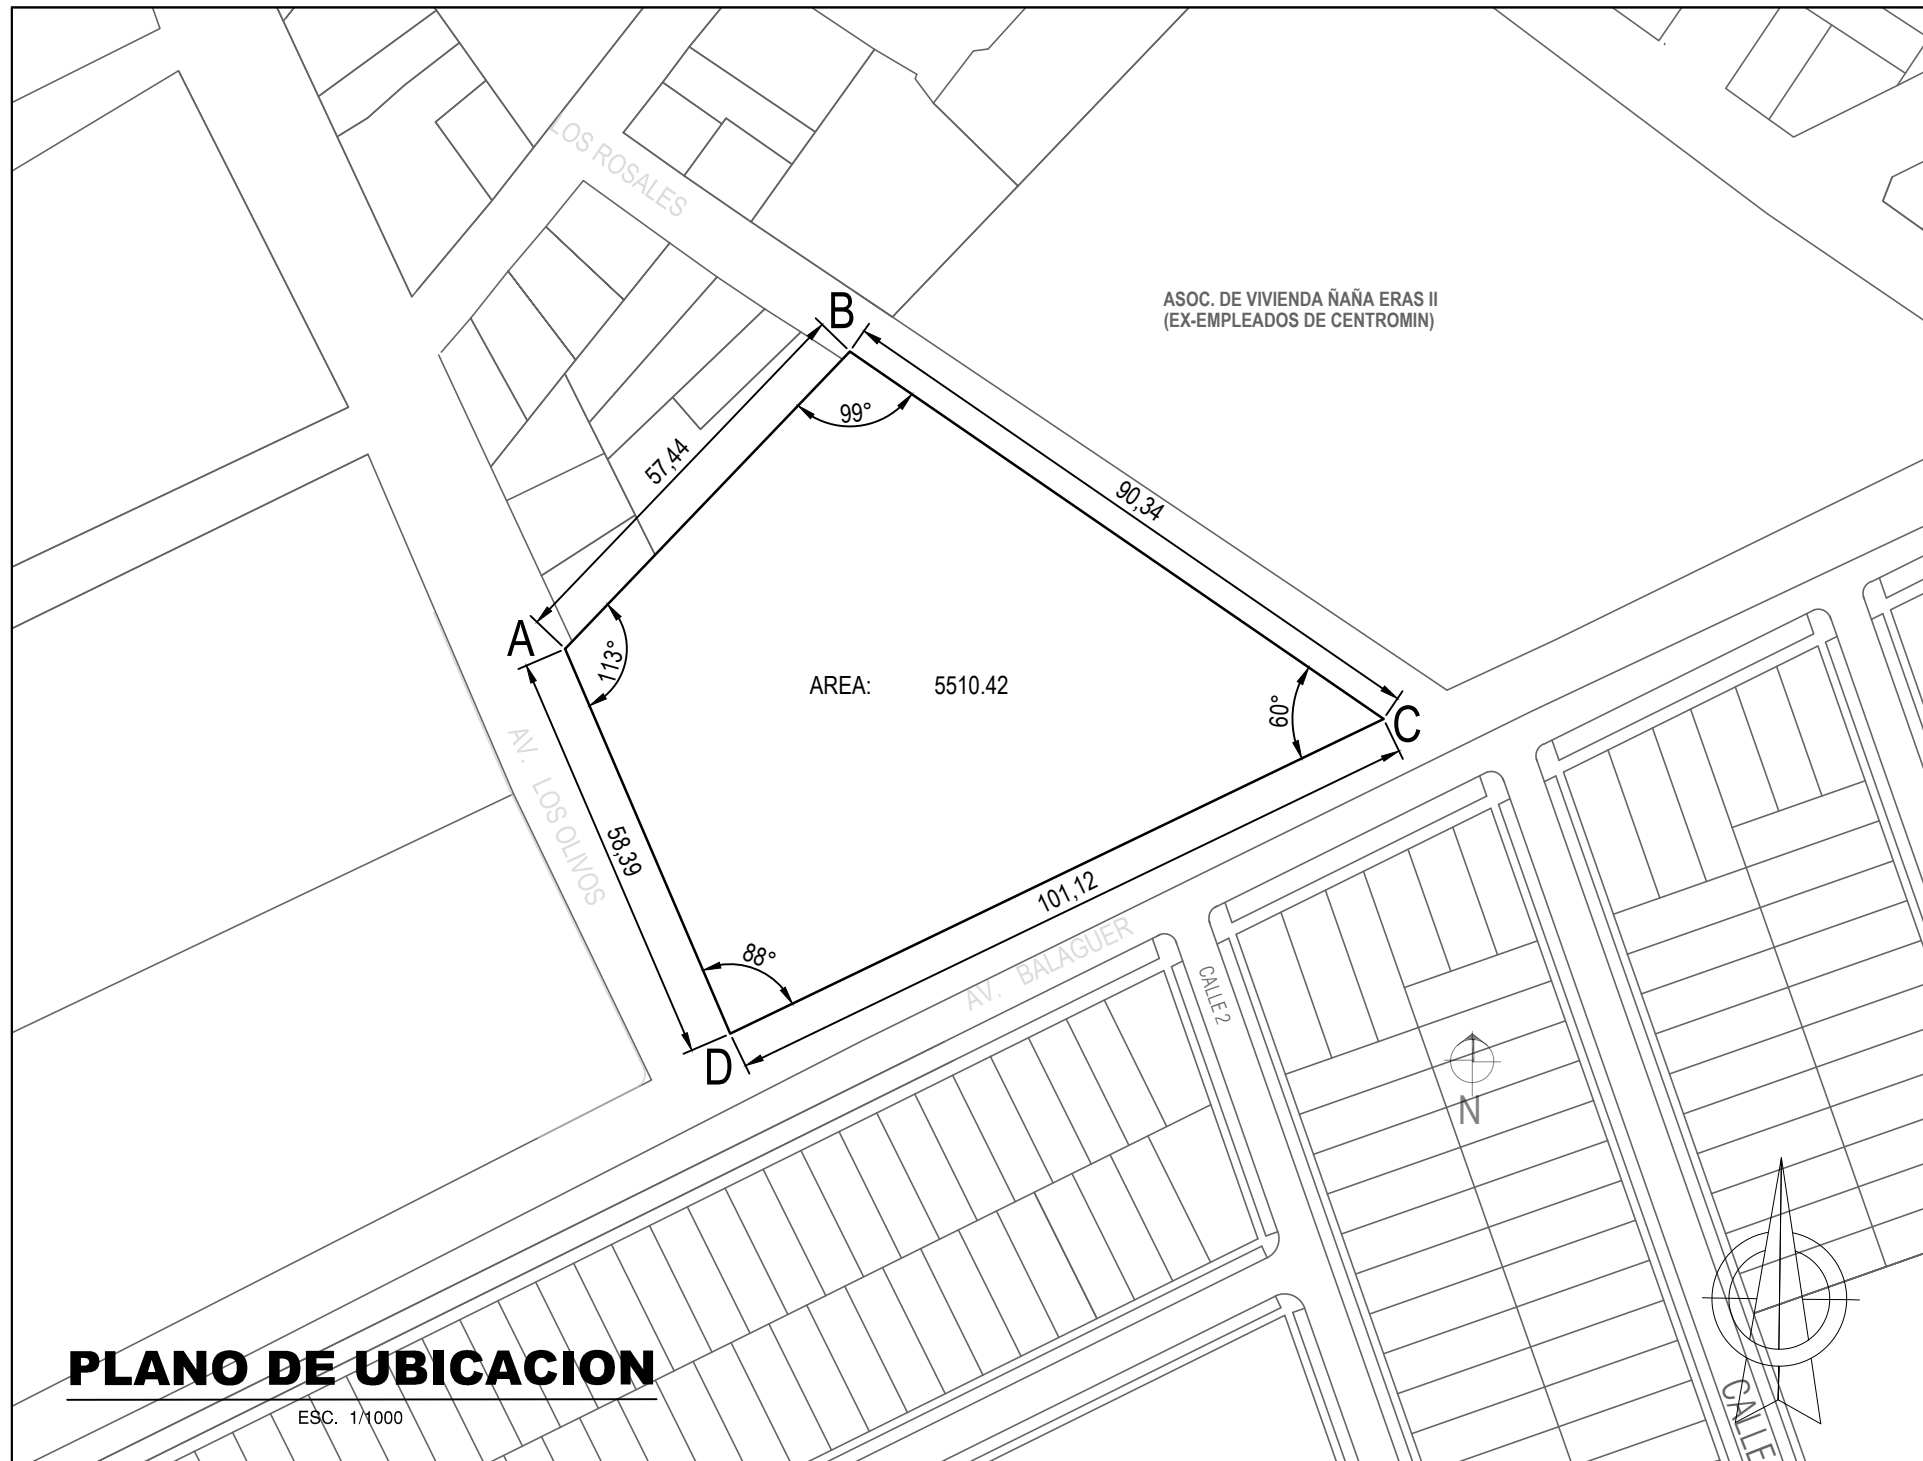 LOS ROSALES
ASOC. DE VIVIENDA ÑAÑA ERAS II
(EX-EMPLEADOS DE CENTROMIN)
B
99°
57,44
90,34
A
113°
AREA: 5510.42
60°
C
AV. LOS OLIVOS
58,39
101,12
88°
AV. BALAGUER
CALLE 2
D
N
PLANO DE UBICACION
ESC. 1/1000
CALLE